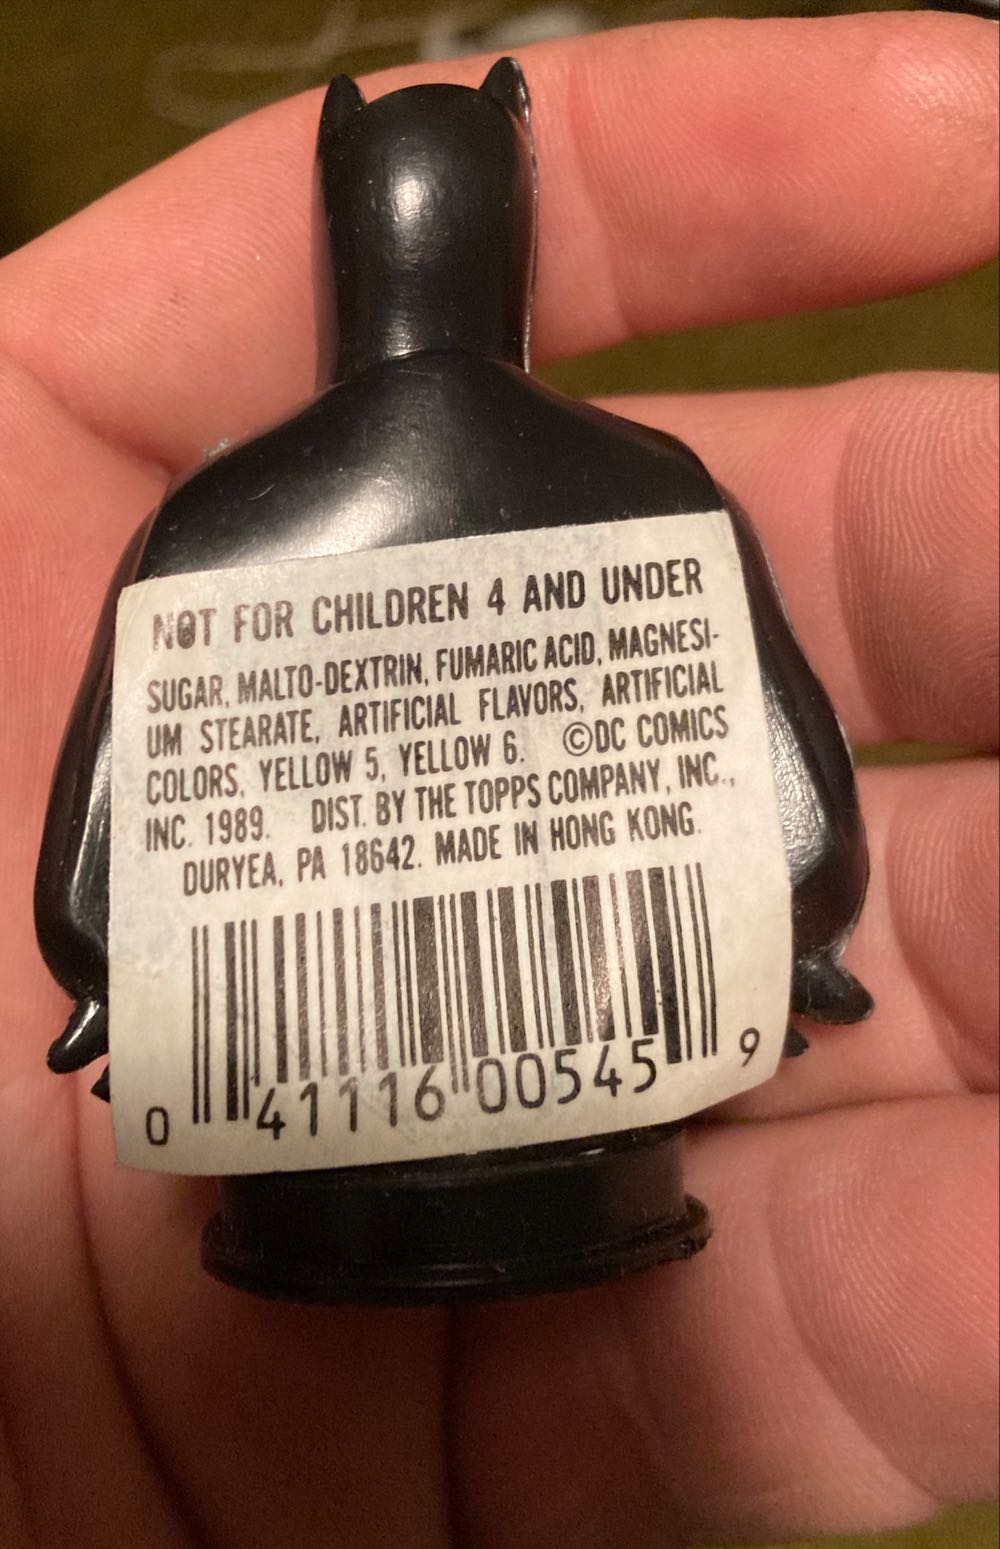 NOT FOR CHILDREN 4 AND UNDER
SUGAR, MALTO-DEXTRIN, FUMARIC ACID, MAGNESI-
UM STEARATE, ARTIFICIAL FLAVORS, ARTIFICIAL
COLORS, YELLOW 5, YELLOW 6. ©DC COMICS
INC. 1989. DIST. BY THE TOPPS COMPANY, INC.,
DURYEA, PA 18642. MADE IN HONG KONG.
0 41116 00545 9